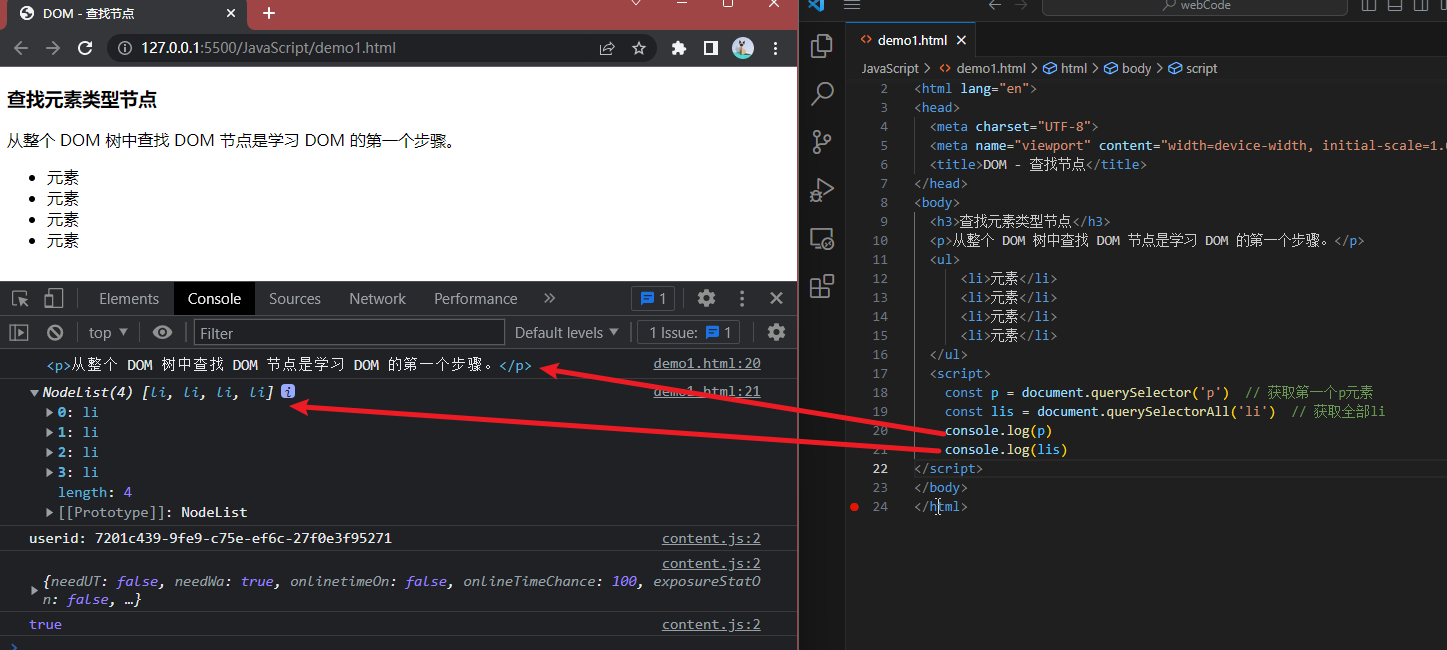 DOM - 查找节点
127.0.0.1:5500/JavaScript/demo1.html
查找元素类型节点
从整个 DOM 树中查找 DOM 节点是学习 DOM 的第一个步骤。
元素
元素
元素
元素
Elements Console Sources Network Performance 1
top Filter Default levels 1 Issue: 1
<p>从整个 DOM 树中查找 DOM 节点是学习 DOM 的第一个步骤。</p> demo1.html:20
NodeList(4) [li, li, li, li] i demo1.html:21
0: li
1: li
2: li
3: li
length: 4
[[Prototype]]: NodeList
userid: 7201c439-9fe9-c75e-ef6c-27f0e3f95271 content.js:2
content.js:2
{needUT: false, needWa: true, onlinetimeOn: false, onlineTimeChance: 100, exposureStatO
n: false, …}
true content.js:2
webCode
demo1.html
JavaScript > demo1.html > html > body > script
2 <html lang="en">
3 <head>
4 <meta charset="UTF-8">
5 <meta name="viewport" content="width=device-width, initial-scale=1.
6 <title>DOM - 查找节点</title>
7 </head>
8 <body>
9 <h3>查找元素类型节点</h3>
10 <p>从整个 DOM 树中查找 DOM 节点是学习 DOM 的第一个步骤。</p>
11 <ul>
12 <li>元素</li>
13 <li>元素</li>
14 <li>元素</li>
15 <li>元素</li>
16 </ul>
17 <script>
18 const p = document.querySelector('p') // 获取第一个p元素
19 const lis = document.querySelectorAll('li') // 获取全部li
20 console.log(p)
21 console.log(lis)
22 </script>
23 </body>
24 </html>